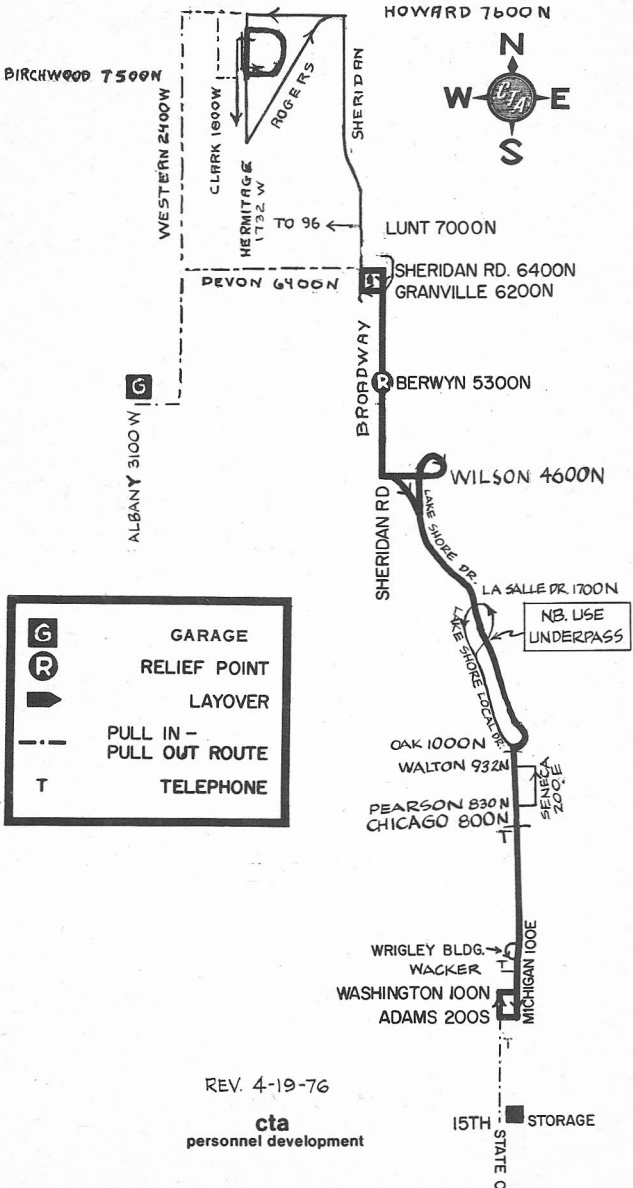 HOWARD 7600N
BIRCHWOOD 7500N
WESTERN 2400W
CLARK 1800W
HERMITAGE
1732 W
ROGERS
SHERIDAN
N
W
CTA
E
S
TO 96
LUNT 7000N
DEVON 6400N
SHERIDAN RD. 6400N
GRANVILLE 6200N
BROADWAY
R
BERWYN 5300N
G
ALBANY 3100W
WILSON 4600N
SHERIDAN RD
LAKE SHORE DR.
LA SALLE DR. 1700N
NB. USE
UNDERPASS
LAKE SHORE LOCAL DR.
G GARAGE
R RELIEF POINT
LAYOVER
PULL IN –
PULL OUT ROUTE
T TELEPHONE
OAK 1000N
WALTON 932N
SENECA
200E
PEARSON 830N
CHICAGO 800N
T
WRIGLEY BLDG.
T
WACKER
MICHIGAN 100E
WASHINGTON 100N
ADAMS 200S
T
REV. 4-19-76
cta
personnel development
15TH
STORAGE
STATE